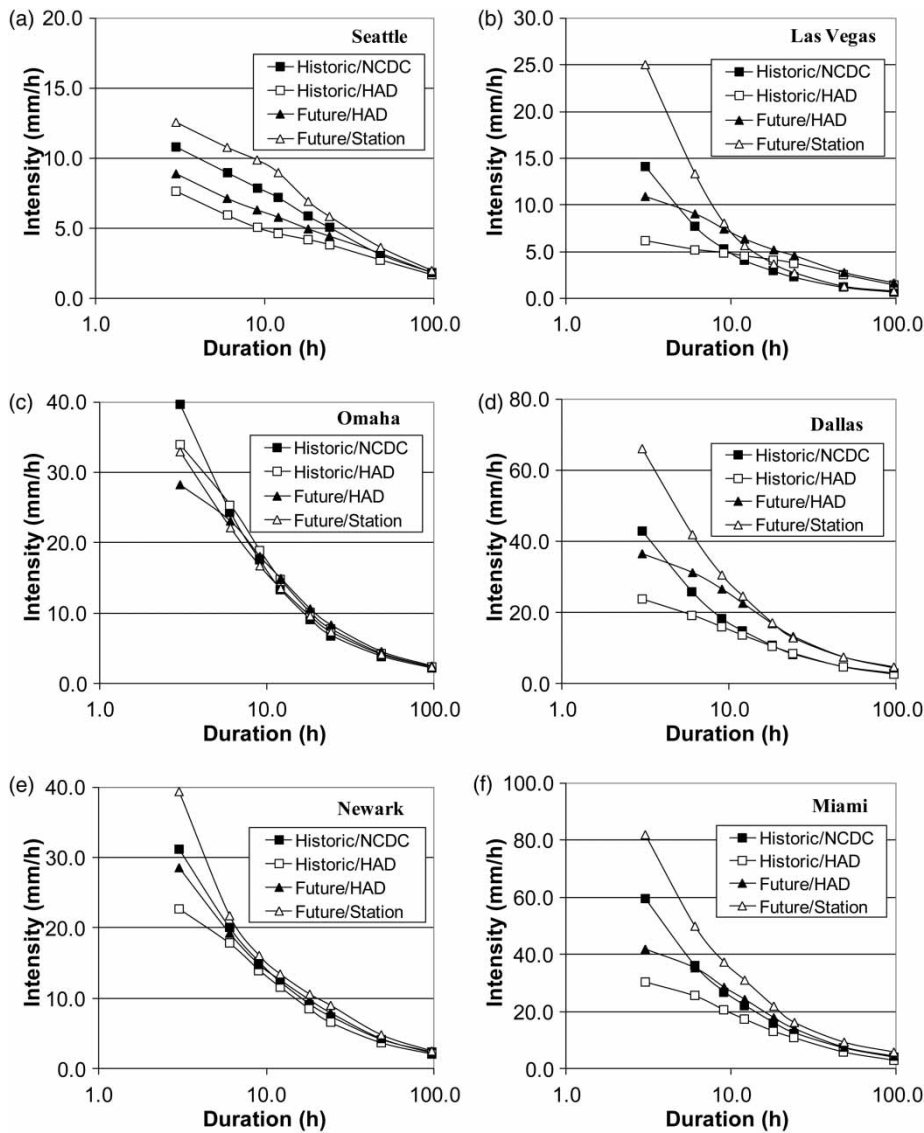 (a)
20.0
15.0
10.0
5.0
0.0
Intensity (mm/h)
Seattle
Historic/NCDC
Historic/HAD
Future/HAD
Future/Station
1.0 10.0 100.0
Duration (h)
(b)
30.0
25.0
20.0
15.0
10.0
5.0
0.0
Intensity (mm/h)
Las Vegas
Historic/NCDC
Historic/HAD
Future/HAD
Future/Station
1.0 10.0 100.0
Duration (h)
(c)
40.0
30.0
20.0
10.0
0.0
Intensity (mm/h)
Omaha
Historic/NCDC
Historic/HAD
Future/HAD
Future/Station
1.0 10.0 100.0
Duration (h)
(d)
80.0
60.0
40.0
20.0
0.0
Intensity (mm/h)
Dallas
Historic/NCDC
Historic/HAD
Future/HAD
Future/Station
1.0 10.0 100.0
Duration (h)
(e)
40.0
30.0
20.0
10.0
0.0
Intensity (mm/h)
Newark
Historic/NCDC
Historic/HAD
Future/HAD
Future/Station
1.0 10.0 100.0
Duration (h)
(f)
100.0
80.0
60.0
40.0
20.0
0.0
Intensity (mm/h)
Miami
Historic/NCDC
Historic/HAD
Future/HAD
Future/Station
1.0 10.0 100.0
Duration (h)